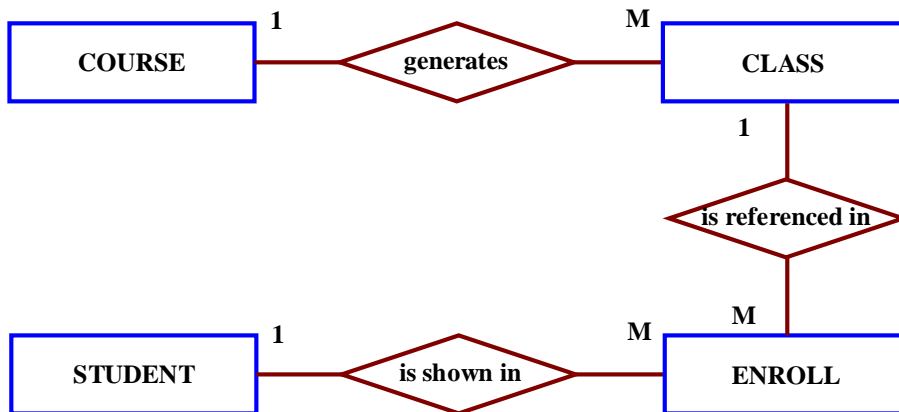 1
M
COURSE
generates
CLASS
1
is referenced in
1
M
M
STUDENT
is shown in
ENROLL